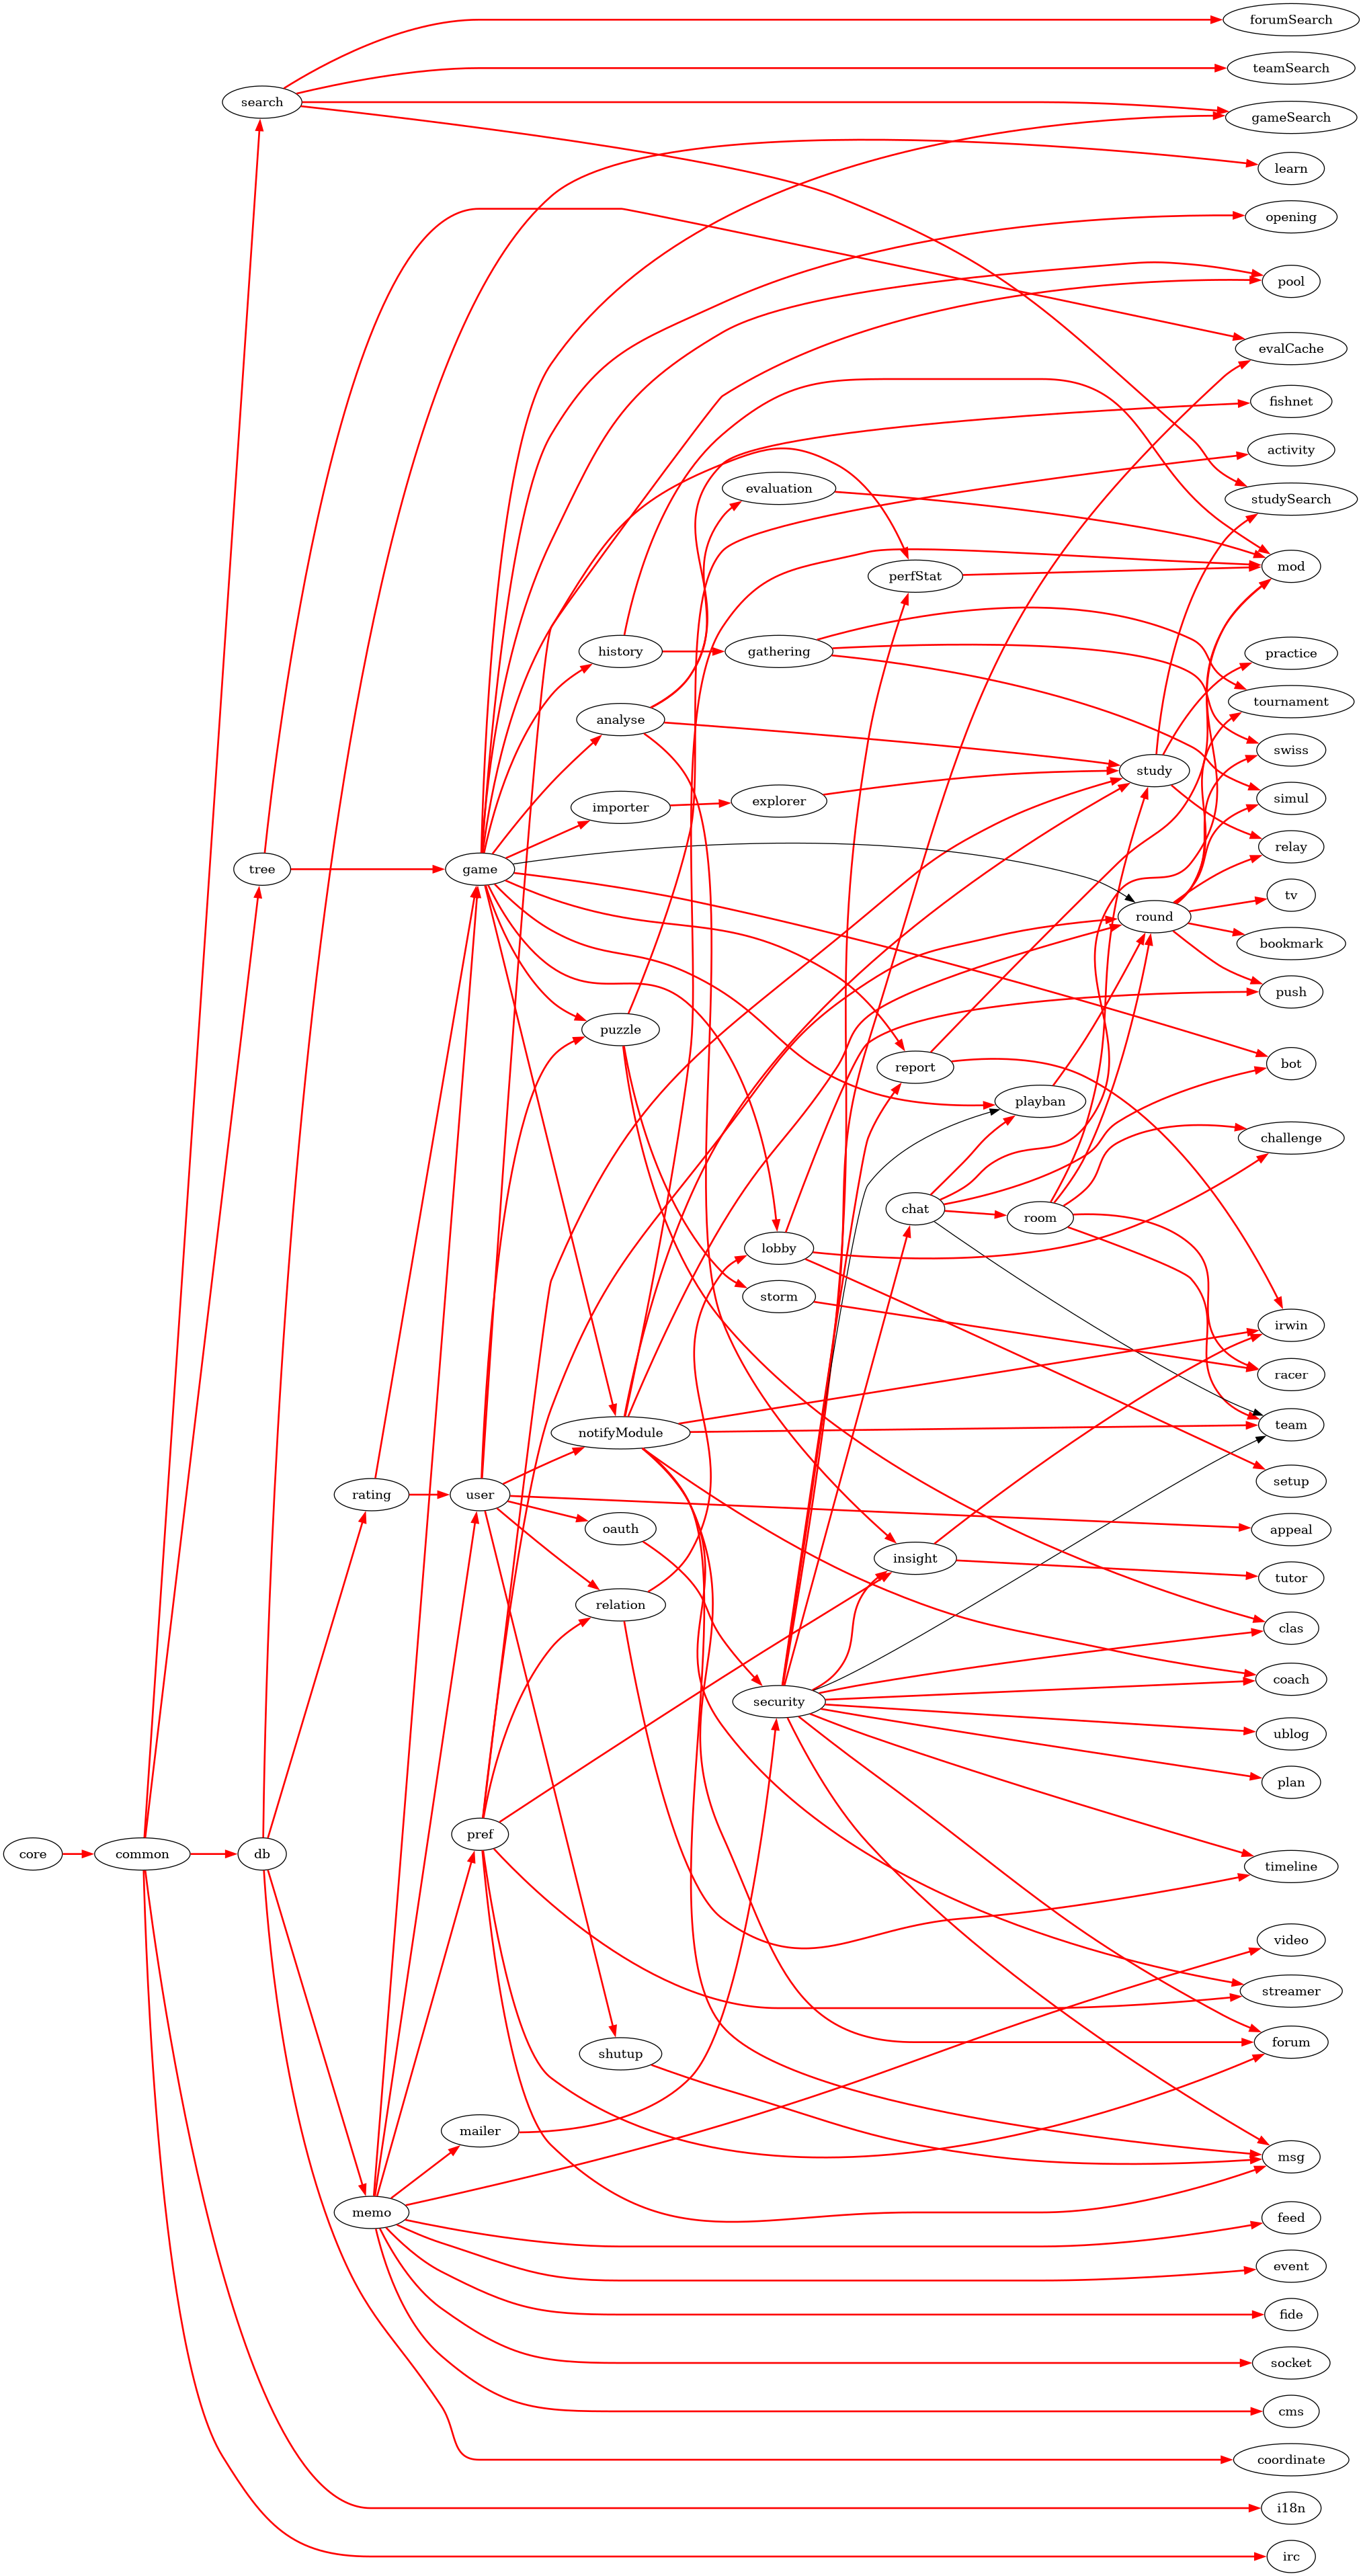 forumSearch
teamSearch
search
gameSearch
learn
opening
pool
evalCache
fishnet
activity
evaluation
studySearch
mod
perfStat
history
gathering
practice
tournament
analyse
swiss
study
simul
explorer
importer
relay
tree
game
tv
round
bookmark
push
puzzle
bot
report
playban
challenge
chat
room
lobby
storm
irwin
racer
team
notifyModule
setup
rating
user
oauth
appeal
insight
tutor
relation
clas
coach
security
ublog
plan
pref
core
common
db
timeline
video
streamer
forum
shutup
mailer
msg
memo
feed
event
fide
socket
cms
coordinate
i18n
irc